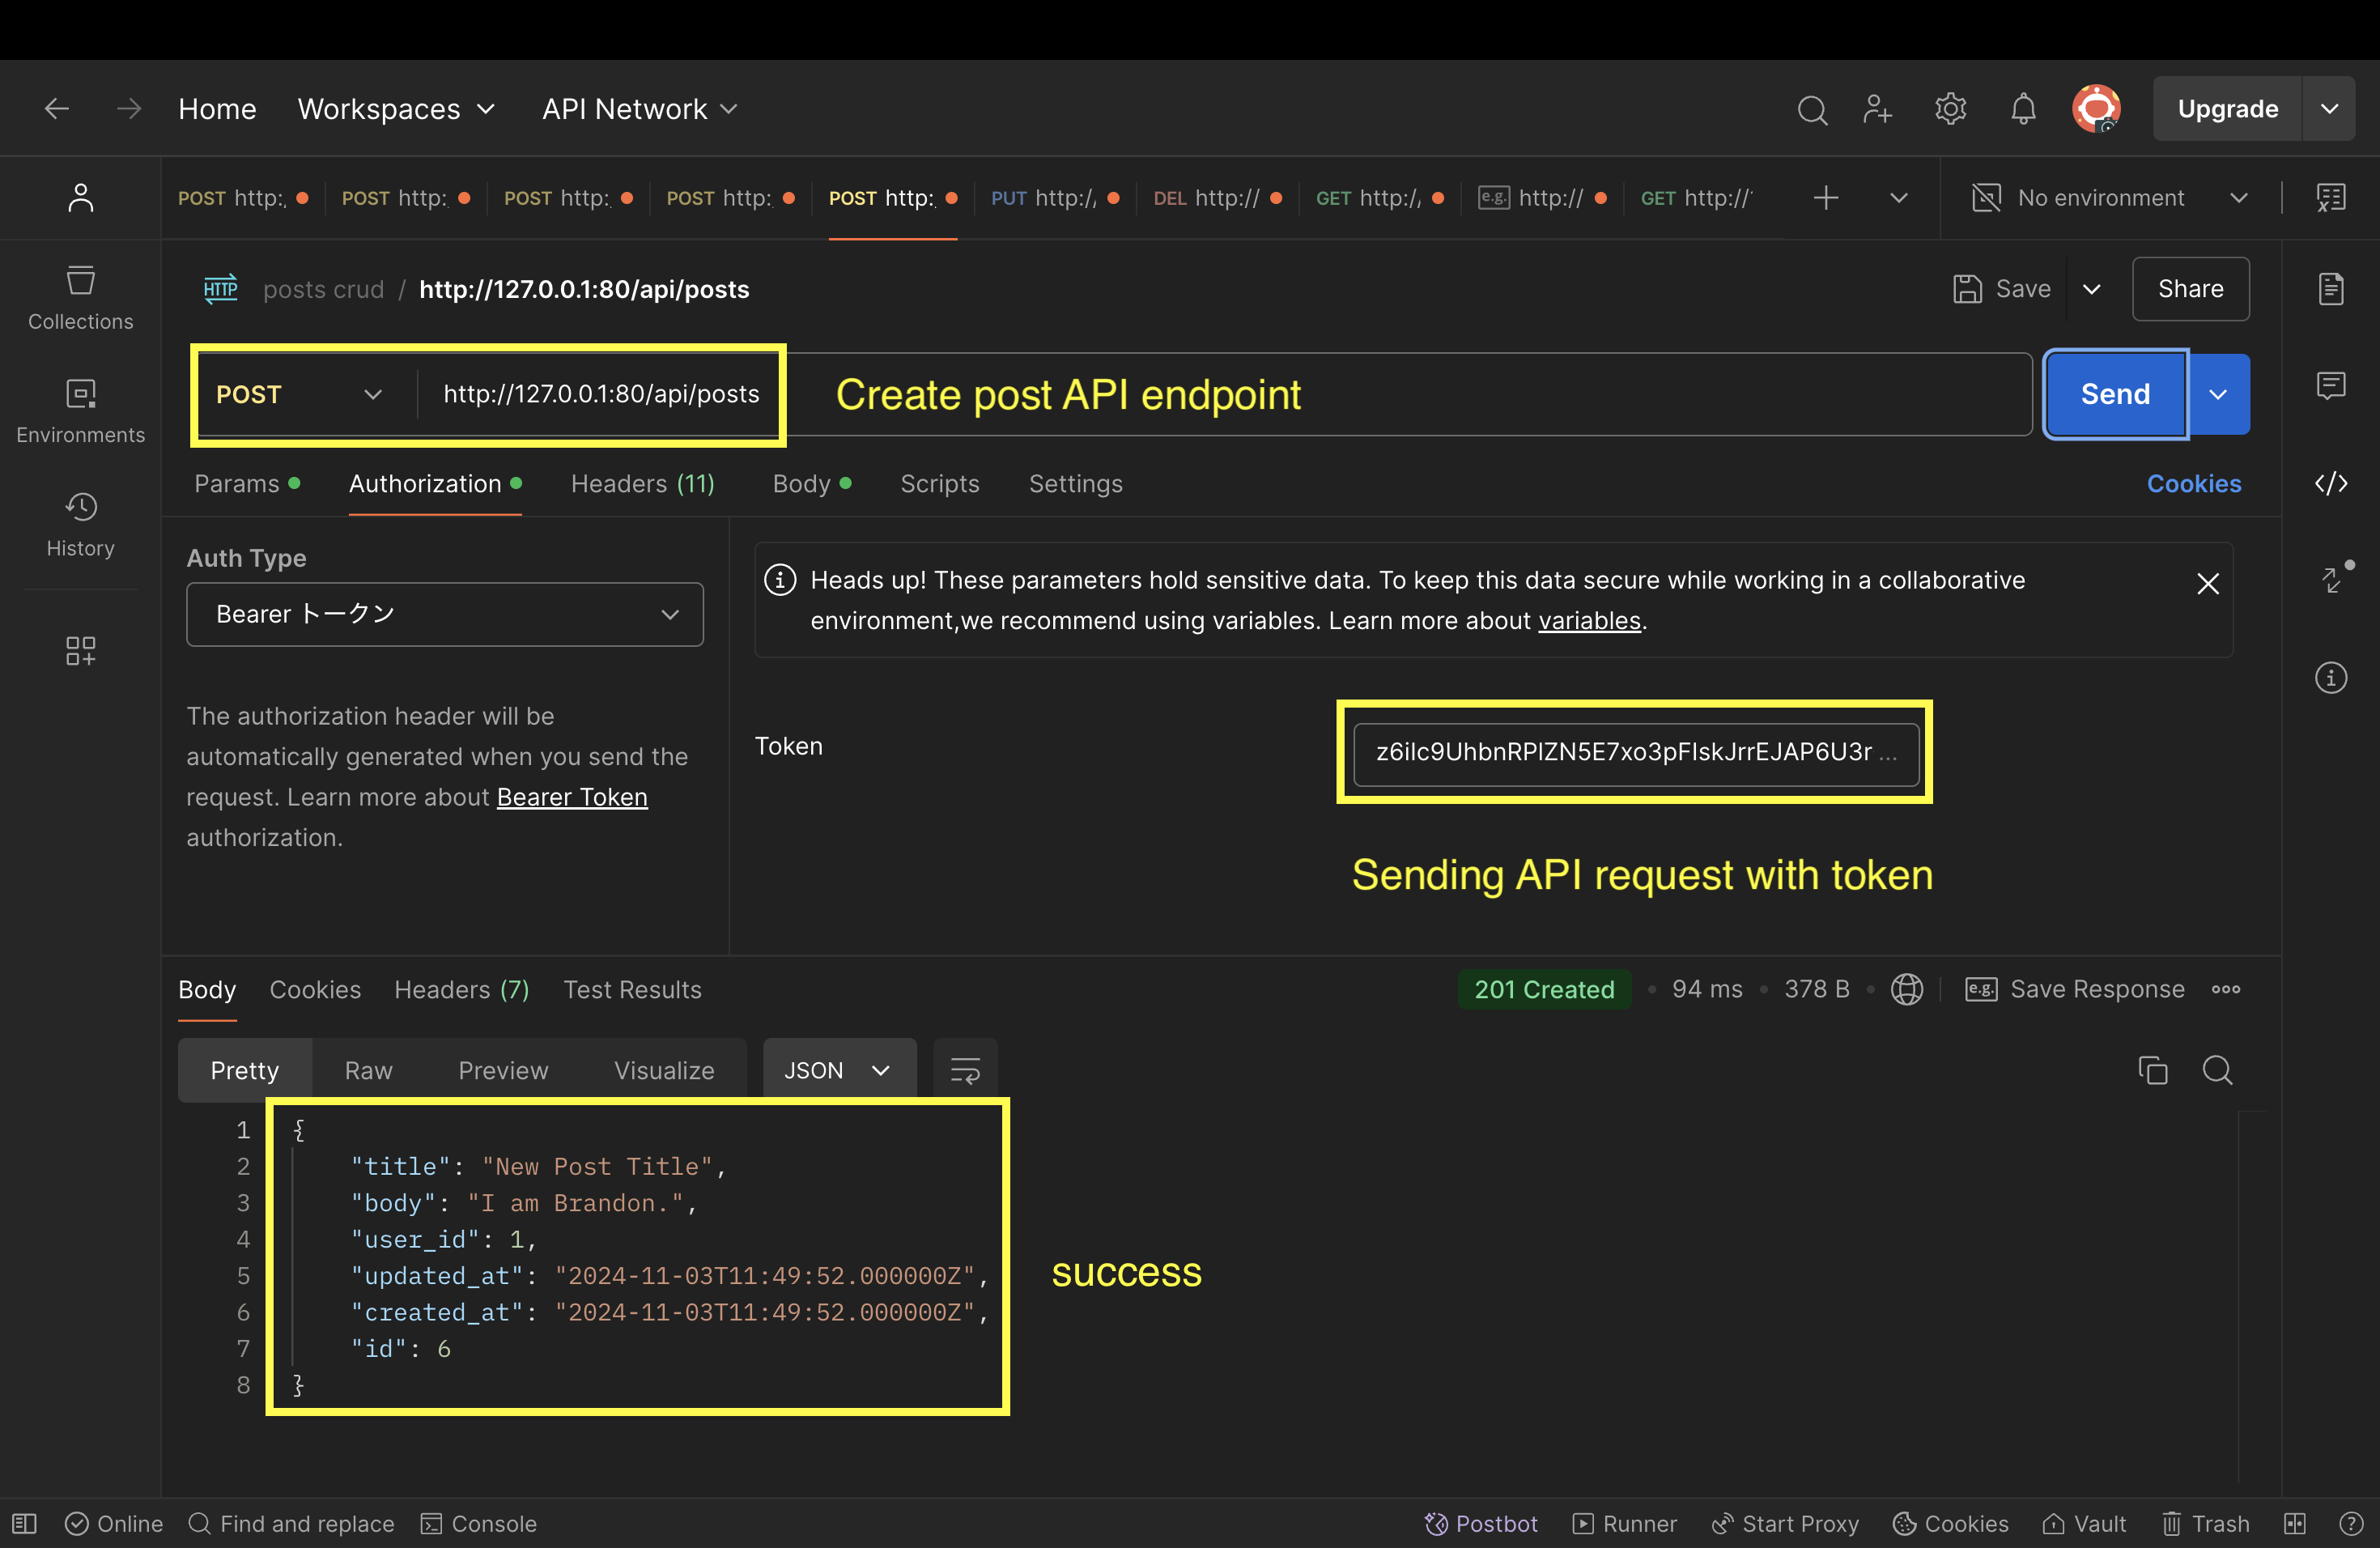 Home Workspaces API Network Upgrade
POST http:, POST http:, POST http:, POST http:, POST http:, PUT http:/, DEL http:// GET http:/, e.g. http:// GET http:// No environment
HTTP posts crud / http://127.0.0.1:80/api/posts Save Share
Collections
POST http://127.0.0.1:80/api/posts Create post API endpoint Send
Environments
Params Authorization Headers (11) Body Scripts Settings Cookies
History
Auth Type
Bearer トークン
Heads up! These parameters hold sensitive data. To keep this data secure while working in a collaborative
environment,we recommend using variables. Learn more about variables.
The authorization header will be
automatically generated when you send the
request. Learn more about Bearer Token
authorization.
Token z6iIc9UhbnRPIZN5E7xo3pFIskJrrEJAP6U3r ...
Sending API request with token
Body Cookies Headers (7) Test Results 201 Created 94 ms 378 B e.g. Save Response
Pretty Raw Preview Visualize JSON
1 {
2 "title": "New Post Title",
3 "body": "I am Brandon.",
4 "user_id": 1,
5 "updated_at": "2024-11-03T11:49:52.000000Z",
6 "created_at": "2024-11-03T11:49:52.000000Z",
7 "id": 6
8 }
success
Online Find and replace Console Postbot Runner Start Proxy Cookies Vault Trash